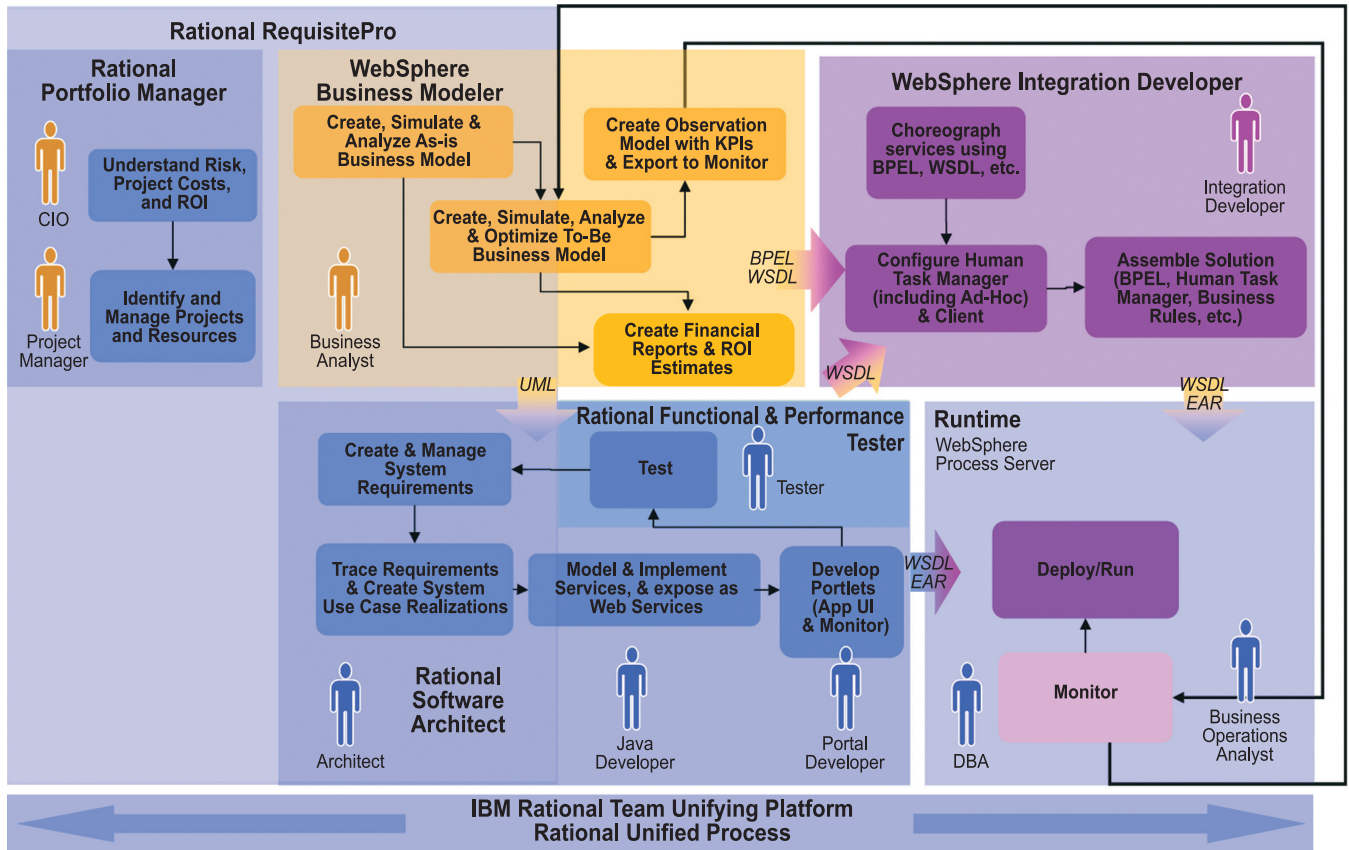 Rational RequisitePro
Rational
Portfolio Manager
CIO
Understand Risk,
Project Costs,
and ROI
Project
Manager
Identify and
Manage Projects
and Resources
WebSphere
Business Modeler
Create, Simulate &
Analyze As-is
Business Model
Create Observation
Model with KPIs
& Export to Monitor
Create, Simulate, Analyze
& Optimize To-Be
Business Model
Business
Analyst
Create Financial
Reports & ROI
Estimates
BPEL
WSDL
WebSphere Integration Developer
Choreograph
services using
BPEL, WSDL, etc.
Integration
Developer
Configure Human
Task Manager
(including Ad-Hoc)
& Client
Assemble Solution
(BPEL, Human Task
Manager, Business
Rules, etc.)
UML
WSDL
WSDL
EAR
Rational Functional & Performance
Tester
Create & Manage
System
Requirements
Test
Tester
Trace Requirements
& Create System
Use Case Realizations
Model & Implement
Services, & expose as
Web Services
Develop
Portlets
(App UI
& Monitor)
WSDL
EAR
Rational
Software
Architect
Architect
Java
Developer
Portal
Developer
Runtime
WebSphere
Process Server
Deploy/Run
Monitor
DBA
Business
Operations
Analyst
IBM Rational Team Unifying Platform
Rational Unified Process